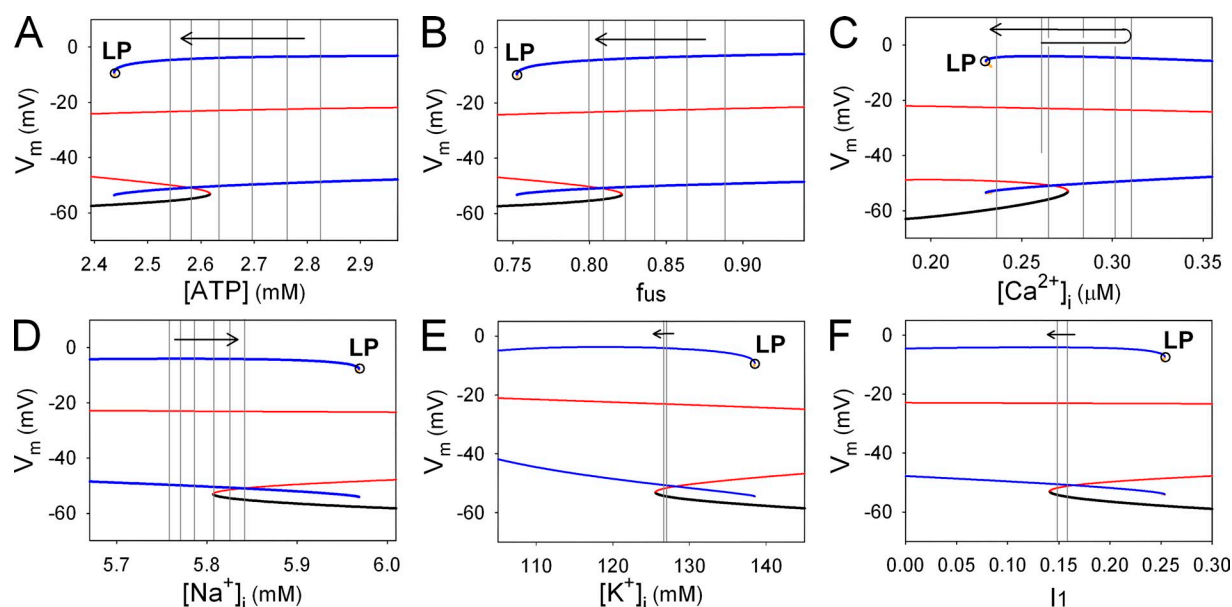 A
LP
V_m (mV)
0
-20
-40
-60
2.4 2.5 2.6 2.7 2.8 2.9
[ATP] (mM)
B
LP
V_m (mV)
0
-20
-40
-60
0.75 0.80 0.85 0.90
fus
C
LP
V_m (mV)
0
-20
-40
-60
0.20 0.25 0.30 0.35
[Ca²⁺]_i (μM)
D
LP
V_m (mV)
0
-20
-40
-60
5.7 5.8 5.9 6.0
[Na⁺]_i (mM)
E
LP
V_m (mV)
0
-20
-40
-60
110 120 130 140
[K⁺]_i (mM)
F
LP
V_m (mV)
0
-20
-40
-60
0.00 0.05 0.10 0.15 0.20 0.25 0.30
I1